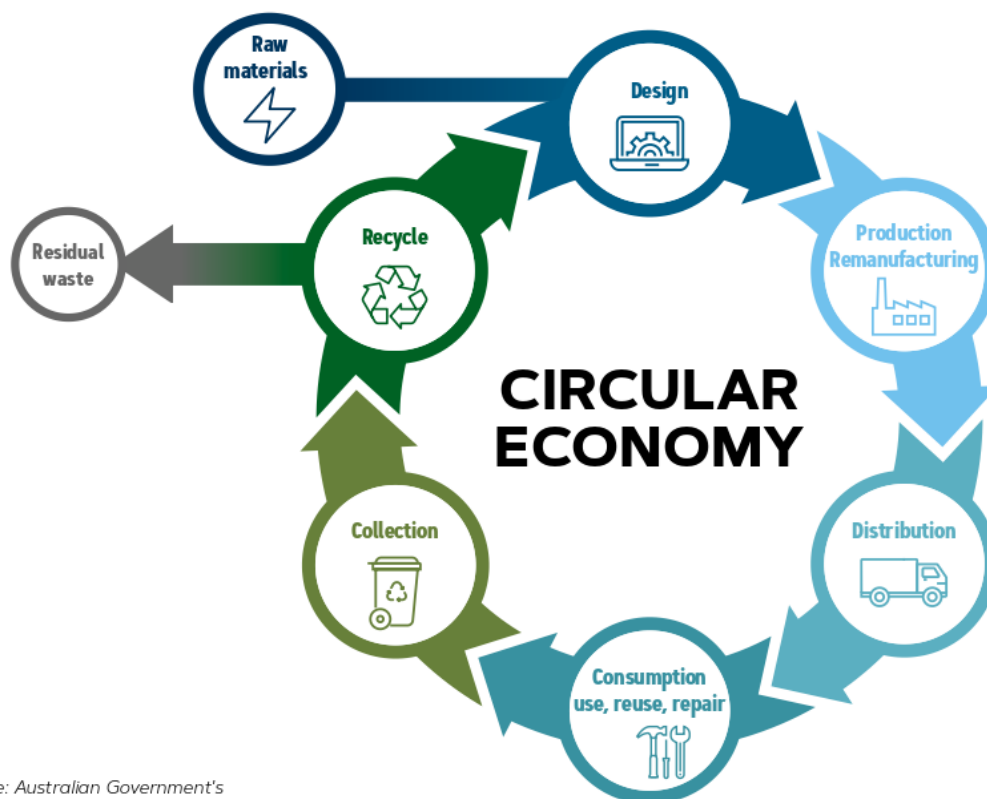 Raw
materials
Design
Production
Remanufacturing
Distribution
Consumption
use, reuse, repair
Collection
Recycle
Residual
waste
CIRCULAR
ECONOMY
e: Australian Government's